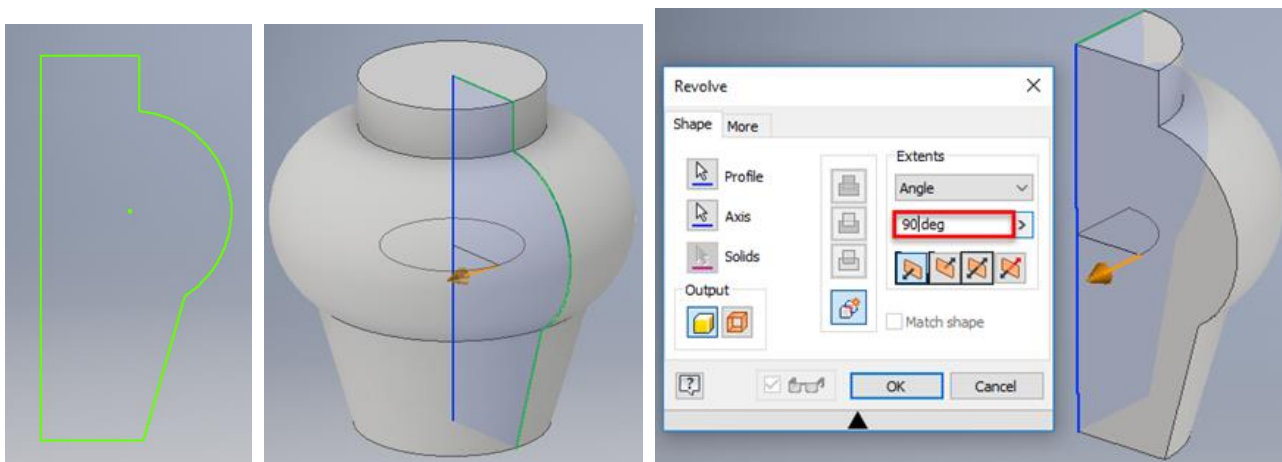 Revolve
Shape More
Profile
Axis
Solids
Output
Extents
Angle
90 deg
Match shape
OK Cancel